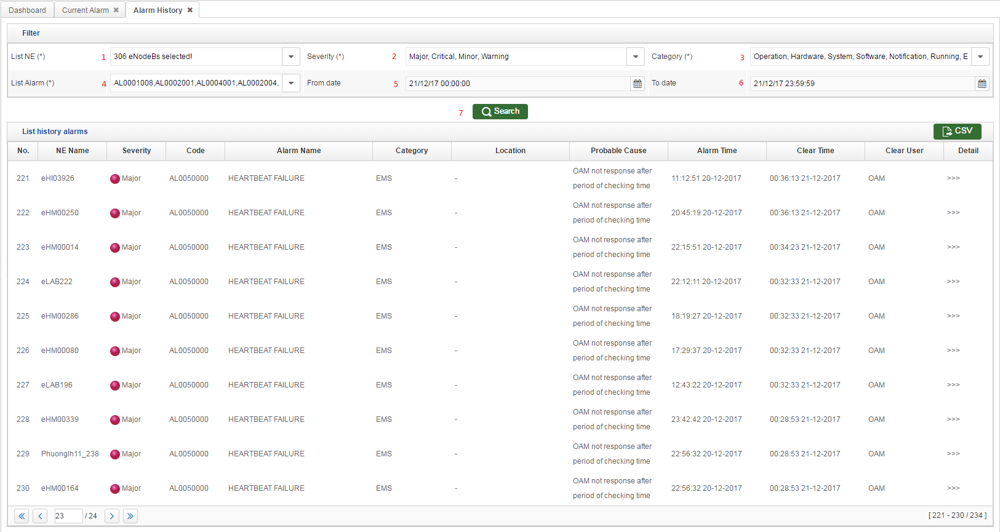 Dashboard Current Alarm ✖ Alarm History ✖
Filter
List NE (*) 1 306 eNodeBs selected! Severity (*) 2 Major, Critical, Minor, Warning Category (*) 3 Operation, Hardware, System, Software, Notification, Running, E
List Alarm (*) 4 AL0001008,AL0002001,AL0004001,AL0002004, From date 5 21/12/17 00:00:00 To date 6 21/12/17 23:59:59
7 Search
List history alarms CSV
No. NE Name Severity Code Alarm Name Category Location Probable Cause Alarm Time Clear Time Clear User Detail
221 eHI03926 Major AL0050000 HEARTBEAT FAILURE EMS - OAM not response after 11:12:51 20-12-2017 00:36:13 21-12-2017 OAM >>>
period of checking time
222 eHM00250 Major AL0050000 HEARTBEAT FAILURE EMS - OAM not response after 20:45:19 20-12-2017 00:36:13 21-12-2017 OAM >>>
period of checking time
223 eHM00014 Major AL0050000 HEARTBEAT FAILURE EMS - OAM not response after 22:15:51 20-12-2017 00:34:23 21-12-2017 OAM >>>
period of checking time
224 eLAB222 Major AL0050000 HEARTBEAT FAILURE EMS - OAM not response after 22:12:11 20-12-2017 00:32:33 21-12-2017 OAM >>>
period of checking time
225 eHM00286 Major AL0050000 HEARTBEAT FAILURE EMS - OAM not response after 18:19:27 20-12-2017 00:32:33 21-12-2017 OAM >>>
period of checking time
226 eHM00080 Major AL0050000 HEARTBEAT FAILURE EMS - OAM not response after 17:29:37 20-12-2017 00:32:33 21-12-2017 OAM >>>
period of checking time
227 eLAB196 Major AL0050000 HEARTBEAT FAILURE EMS - OAM not response after 12:43:22 20-12-2017 00:32:33 21-12-2017 OAM >>>
period of checking time
228 eHM00339 Major AL0050000 HEARTBEAT FAILURE EMS - OAM not response after 23:42:42 20-12-2017 00:28:53 21-12-2017 OAM >>>
period of checking time
229 Phuonglh11_238 Major AL0050000 HEARTBEAT FAILURE EMS - OAM not response after 22:56:32 20-12-2017 00:28:53 21-12-2017 OAM >>>
period of checking time
230 eHM00164 Major AL0050000 HEARTBEAT FAILURE EMS - OAM not response after 22:56:32 20-12-2017 00:28:53 21-12-2017 OAM >>>
period of checking time
23 / 24 [ 221 - 230 / 234 ]